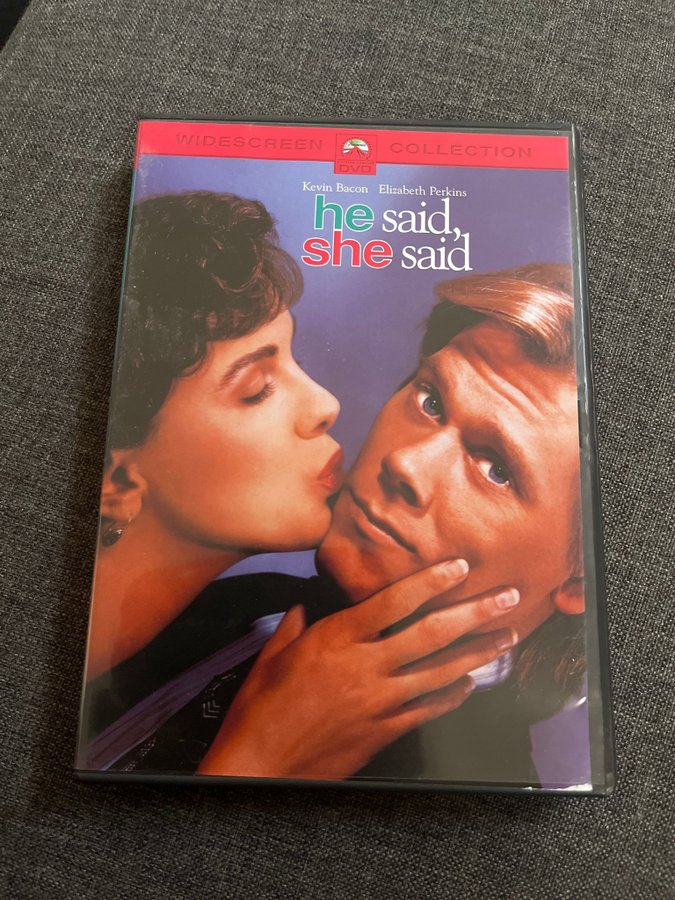 WIDESCREEN DVD COLLECTION
Kevin Bacon Elizabeth Perkins
he said,
she said